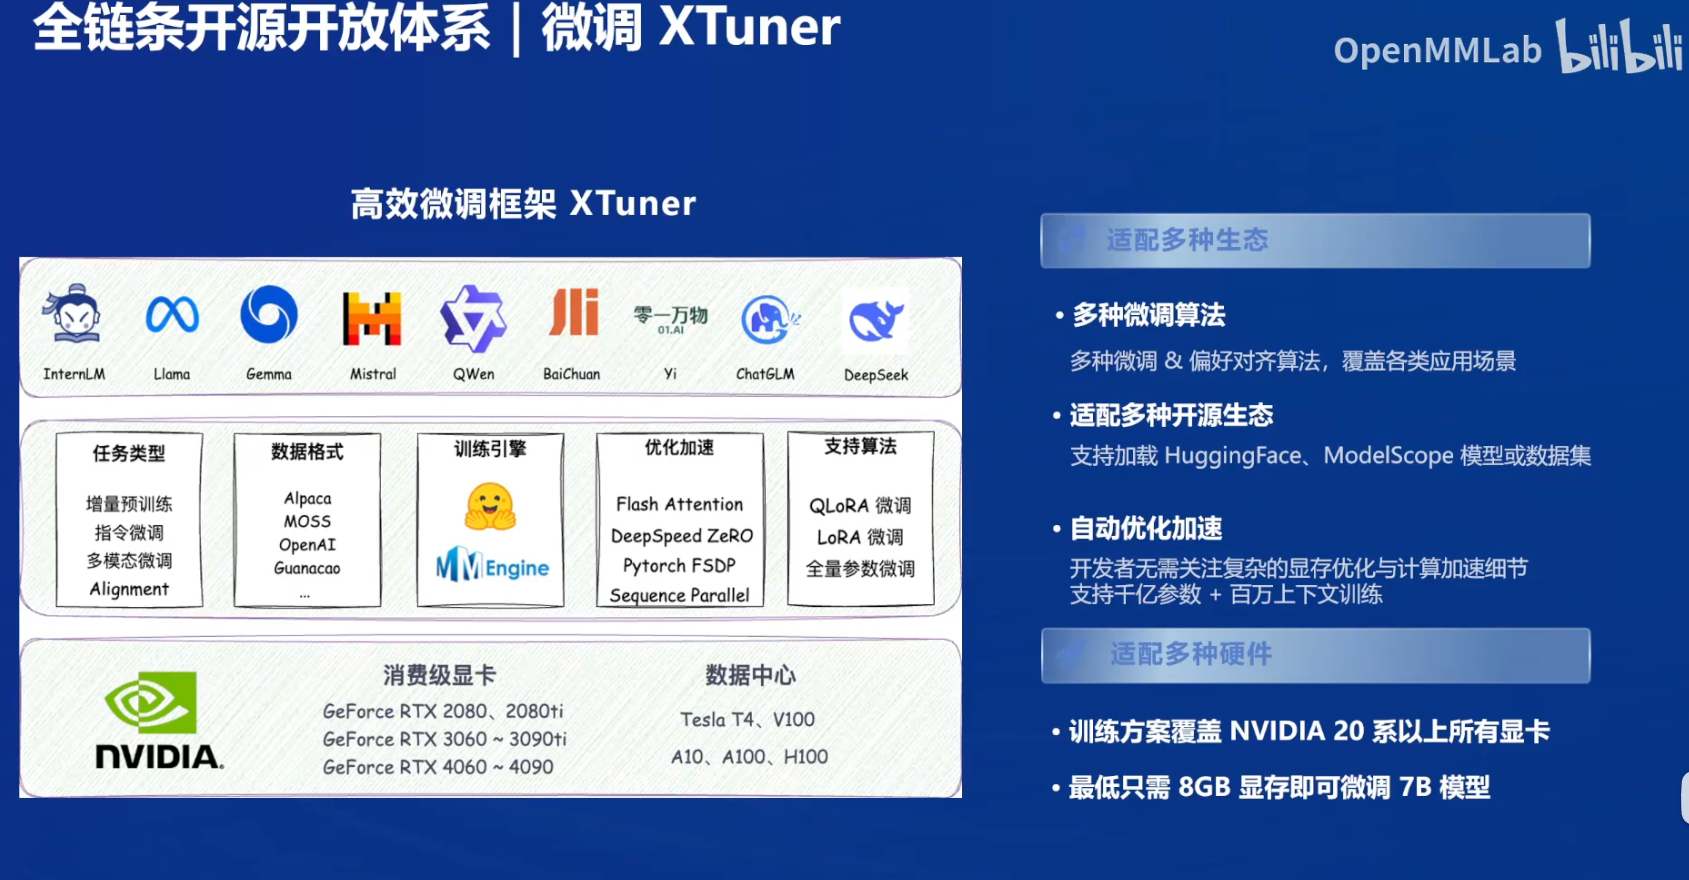 全链条开源开放体系 | 微调 XTuner
OpenMMLab bilibili
高效微调框架 XTuner
零一万物
01.AI
InternLM Llama Gemma Mistral QWen BaiChuan Yi ChatGLM DeepSeek
任务类型
增量预训练
指令微调
多模态微调
Alignment
数据格式
Alpaca
MOSS
OpenAI
Guanacao
...
训练引擎
MMEngine
优化加速
Flash Attention
DeepSpeed ZeRO
Pytorch FSDP
Sequence Parallel
支持算法
QLoRA 微调
LoRA 微调
全量参数微调
NVIDIA.
消费级显卡
GeForce RTX 2080、2080ti
GeForce RTX 3060 ~ 3090ti
GeForce RTX 4060 ~ 4090
数据中心
Tesla T4、V100
A10、A100、H100
适配多种生态
• 多种微调算法
多种微调 & 偏好对齐算法，覆盖各类应用场景
• 适配多种开源生态
支持加载 HuggingFace、ModelScope 模型或数据集
• 自动优化加速
开发者无需关注复杂的显存优化与计算加速细节
支持千亿参数 + 百万上下文训练
适配多种硬件
• 训练方案覆盖 NVIDIA 20 系以上所有显卡
• 最低只需 8GB 显存即可微调 7B 模型